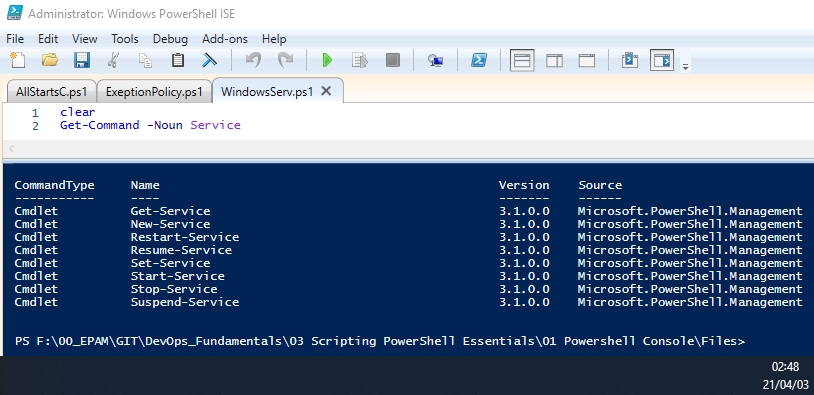 Administrator: Windows PowerShell ISE
File Edit View Tools Debug Add-ons Help
AllStartsC.ps1 ExeptionPolicy.ps1 WindowsServ.ps1 ✕
1 clear
2 Get-Command -Noun Service
CommandType Name Version Source
----------- ---- ------- ------
Cmdlet Get-Service 3.1.0.0 Microsoft.PowerShell.Management
Cmdlet New-Service 3.1.0.0 Microsoft.PowerShell.Management
Cmdlet Restart-Service 3.1.0.0 Microsoft.PowerShell.Management
Cmdlet Resume-Service 3.1.0.0 Microsoft.PowerShell.Management
Cmdlet Set-Service 3.1.0.0 Microsoft.PowerShell.Management
Cmdlet Start-Service 3.1.0.0 Microsoft.PowerShell.Management
Cmdlet Stop-Service 3.1.0.0 Microsoft.PowerShell.Management
Cmdlet Suspend-Service 3.1.0.0 Microsoft.PowerShell.Management
PS F:\00_EPAM\GIT\DevOps_Fundamentals\03 Scripting PowerShell Essentials\01 Powershell Console\Files>
02:48
21/04/03